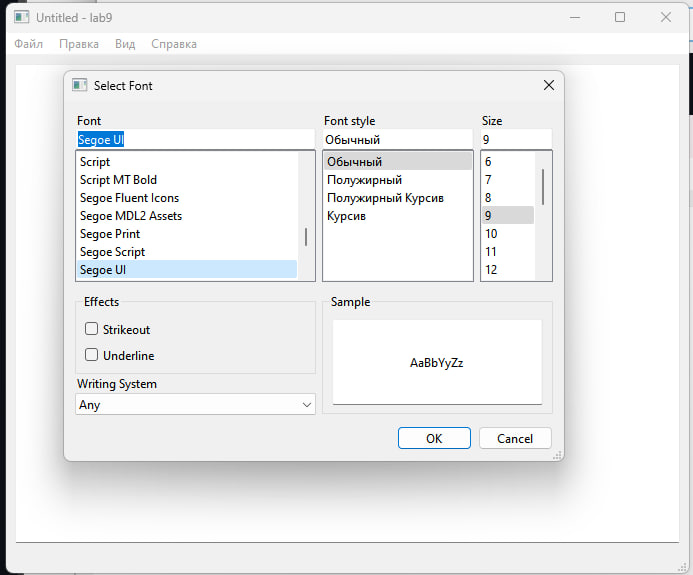 Untitled - lab9
Файл Правка Вид Справка
Select Font
Font Font style Size
Segoe UI Обычный 9
Script
Script MT Bold
Segoe Fluent Icons
Segoe MDL2 Assets
Segoe Print
Segoe Script
Segoe UI
Обычный
Полужирный
Полужирный Курсив
Курсив
6
7
8
9
10
11
12
Effects
Strikeout
Underline
Writing System
Any
Sample
AaBbYyZz
OK Cancel